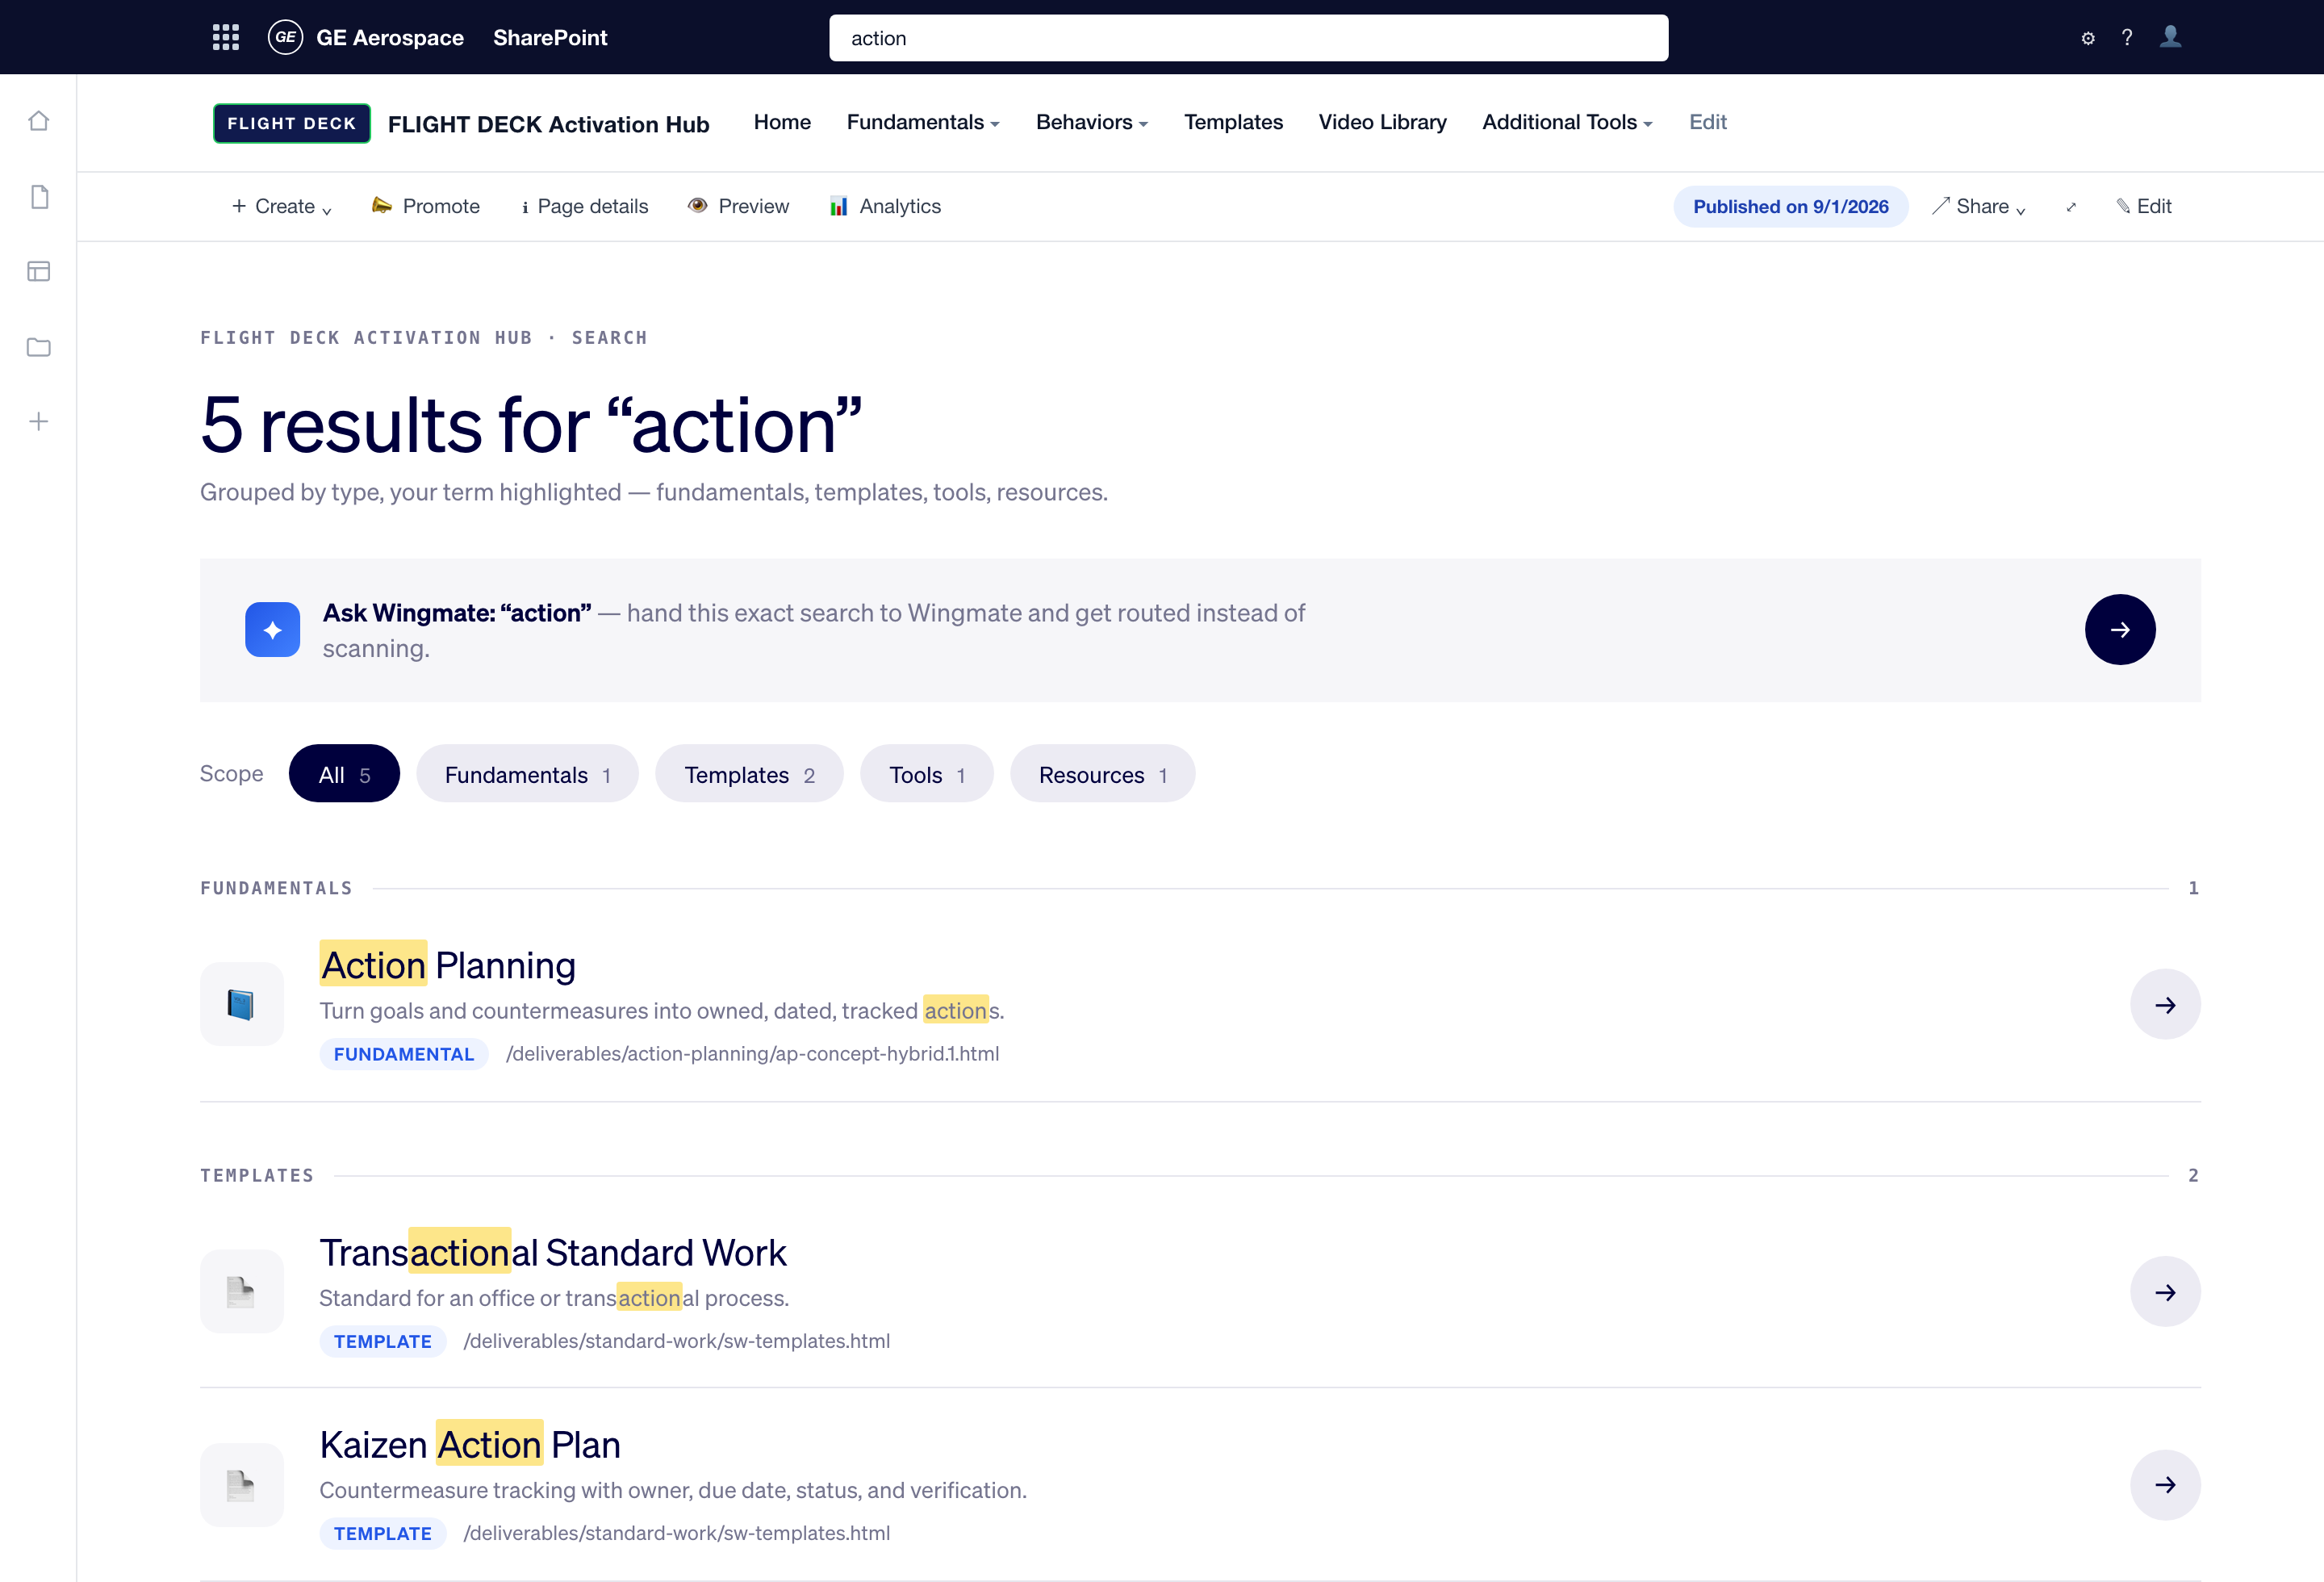 GE GE Aerospace SharePoint action ?
FLIGHT DECK FLIGHT DECK Activation Hub Home Fundamentals Behaviors Templates Video Library Additional Tools Edit
+ Create Promote i Page details Preview Analytics Published on 9/1/2026 Share Edit
FLIGHT DECK ACTIVATION HUB · SEARCH
5 results for “action”
Grouped by type, your term highlighted — fundamentals, templates, tools, resources.
Ask Wingmate: “action” — hand this exact search to Wingmate and get routed instead of
scanning.
Scope All 5 Fundamentals 1 Templates 2 Tools 1 Resources 1
FUNDAMENTALS 1
Action Planning
Turn goals and countermeasures into owned, dated, tracked actions.
FUNDAMENTAL /deliverables/action-planning/ap-concept-hybrid.1.html
TEMPLATES 2
Transactional Standard Work
Standard for an office or transactional process.
TEMPLATE /deliverables/standard-work/sw-templates.html
Kaizen Action Plan
Countermeasure tracking with owner, due date, status, and verification.
TEMPLATE /deliverables/standard-work/sw-templates.html